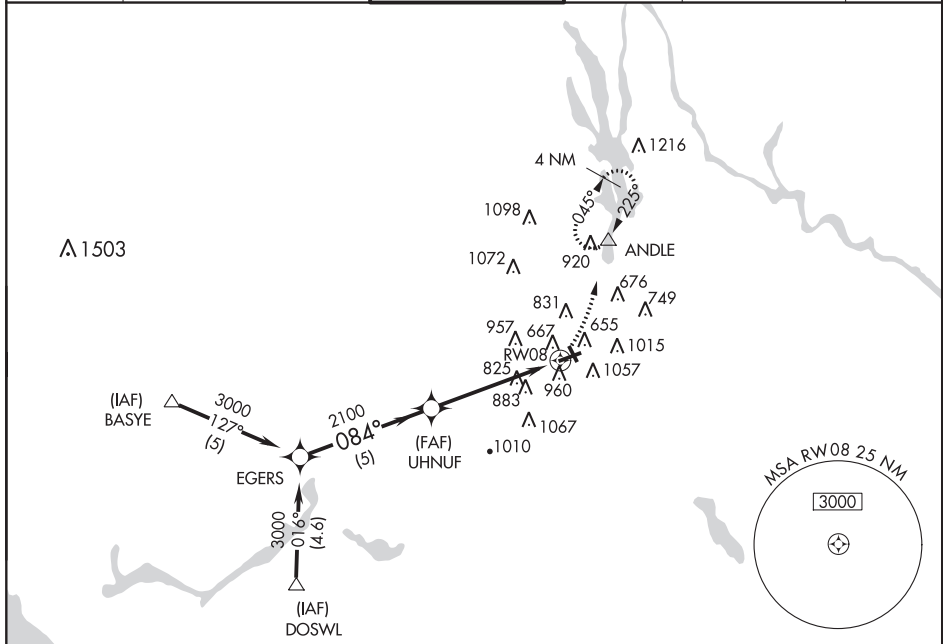 1216
4 NM
045°
225°
1098
ANDLE
920
1503
1072
676
749
831
957
667
655
RW08
1015
825
1057
960
883
(IAF)
BASYE
3000
127°
(5)
2100
084°
(5)
(FAF)
UHNUF
1067
1010
EGERS
MSA RW08 25 NM
3000
3000
016°
(4.6)
(IAF)
DOSWL